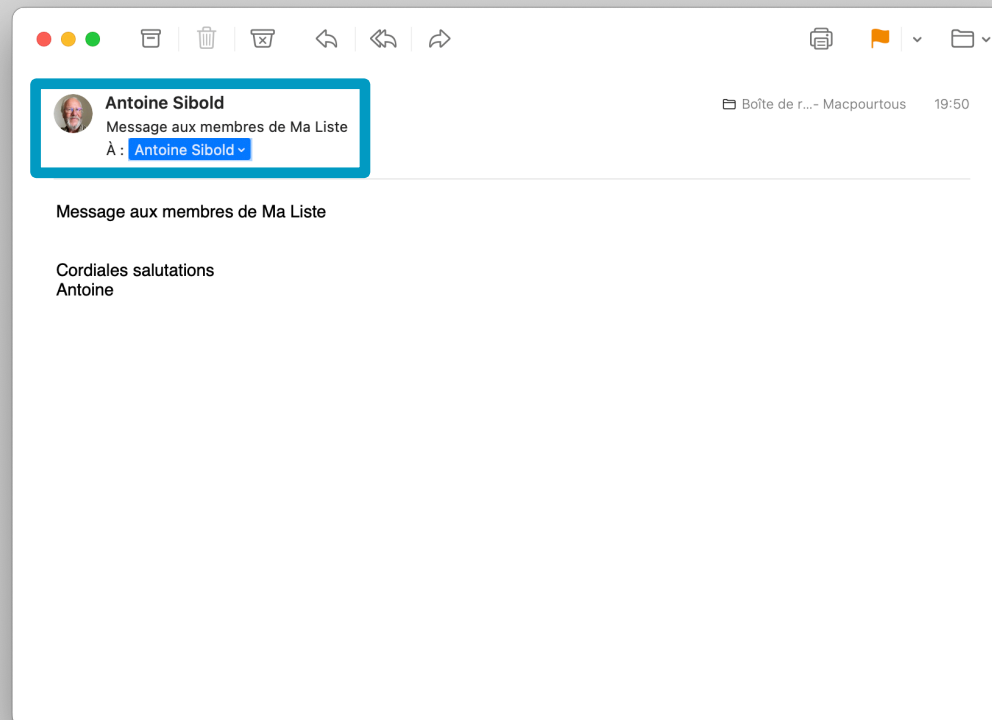 Antoine Sibold
Message aux membres de Ma Liste
À : Antoine Sibold
Boîte de r...- Macpourtous 19:50
Message aux membres de Ma Liste
Cordiales salutations
Antoine